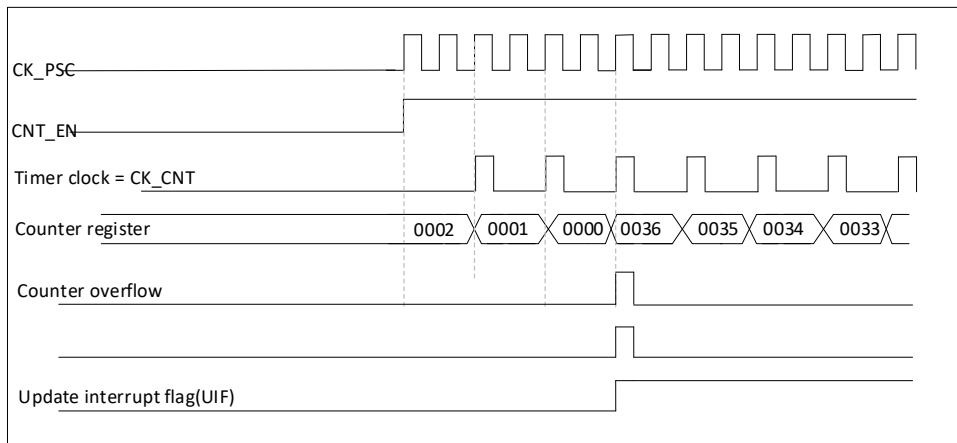 CK_PSC
CNT_EN
Timer clock = CK_CNT
Counter register 0002 0001 0000 0036 0035 0034 0033
Counter overflow
Update interrupt flag(UIF)